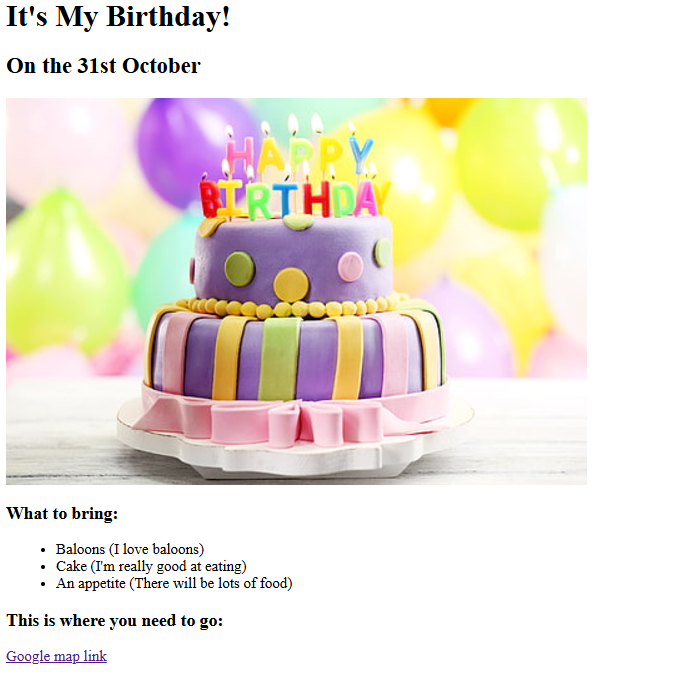 It's My Birthday!
On the 31st October
HAPPY
BIRTHDAY
What to bring:
Baloons (I love baloons)
Cake (I'm really good at eating)
An appetite (There will be lots of food)
This is where you need to go:
Google map link